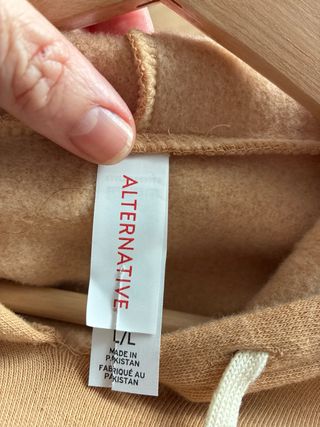 ALTERNATIVE
L/L
MADE IN
PAKISTAN
FABRIQUÉ AU
PAKISTAN